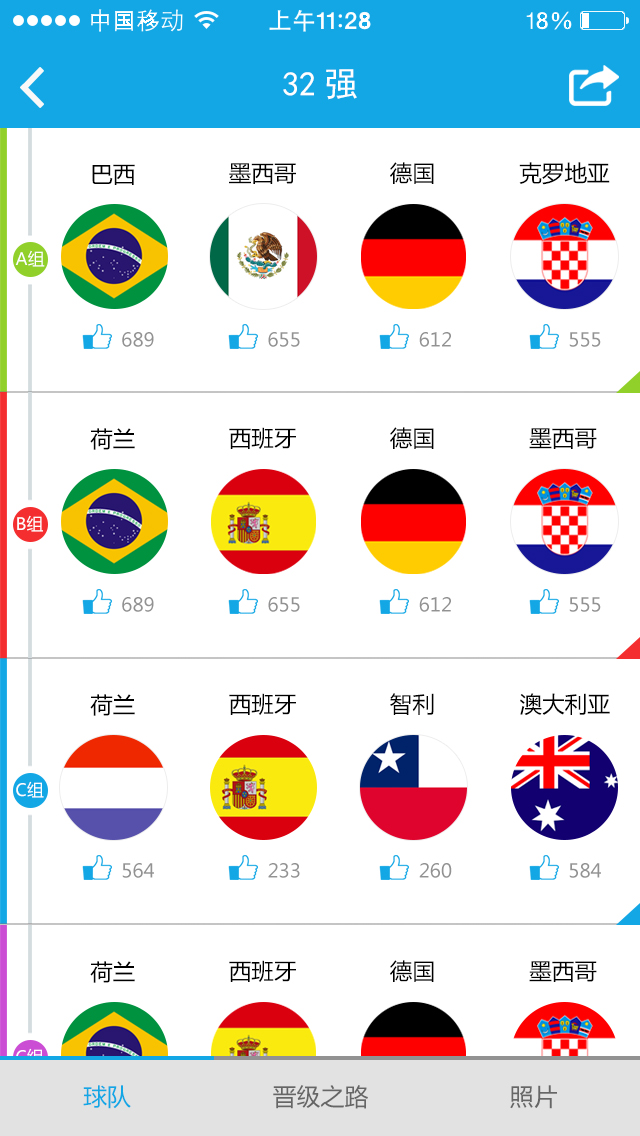 中国移动 上午11:28 18%
32 强
巴西 墨西哥 德国 克罗地亚
A组
689 655 612 555
荷兰 西班牙 德国 墨西哥
B组
689 655 612 555
荷兰 西班牙 智利 澳大利亚
C组
564 233 260 584
荷兰 西班牙 德国 墨西哥
球队 晋级之路 照片